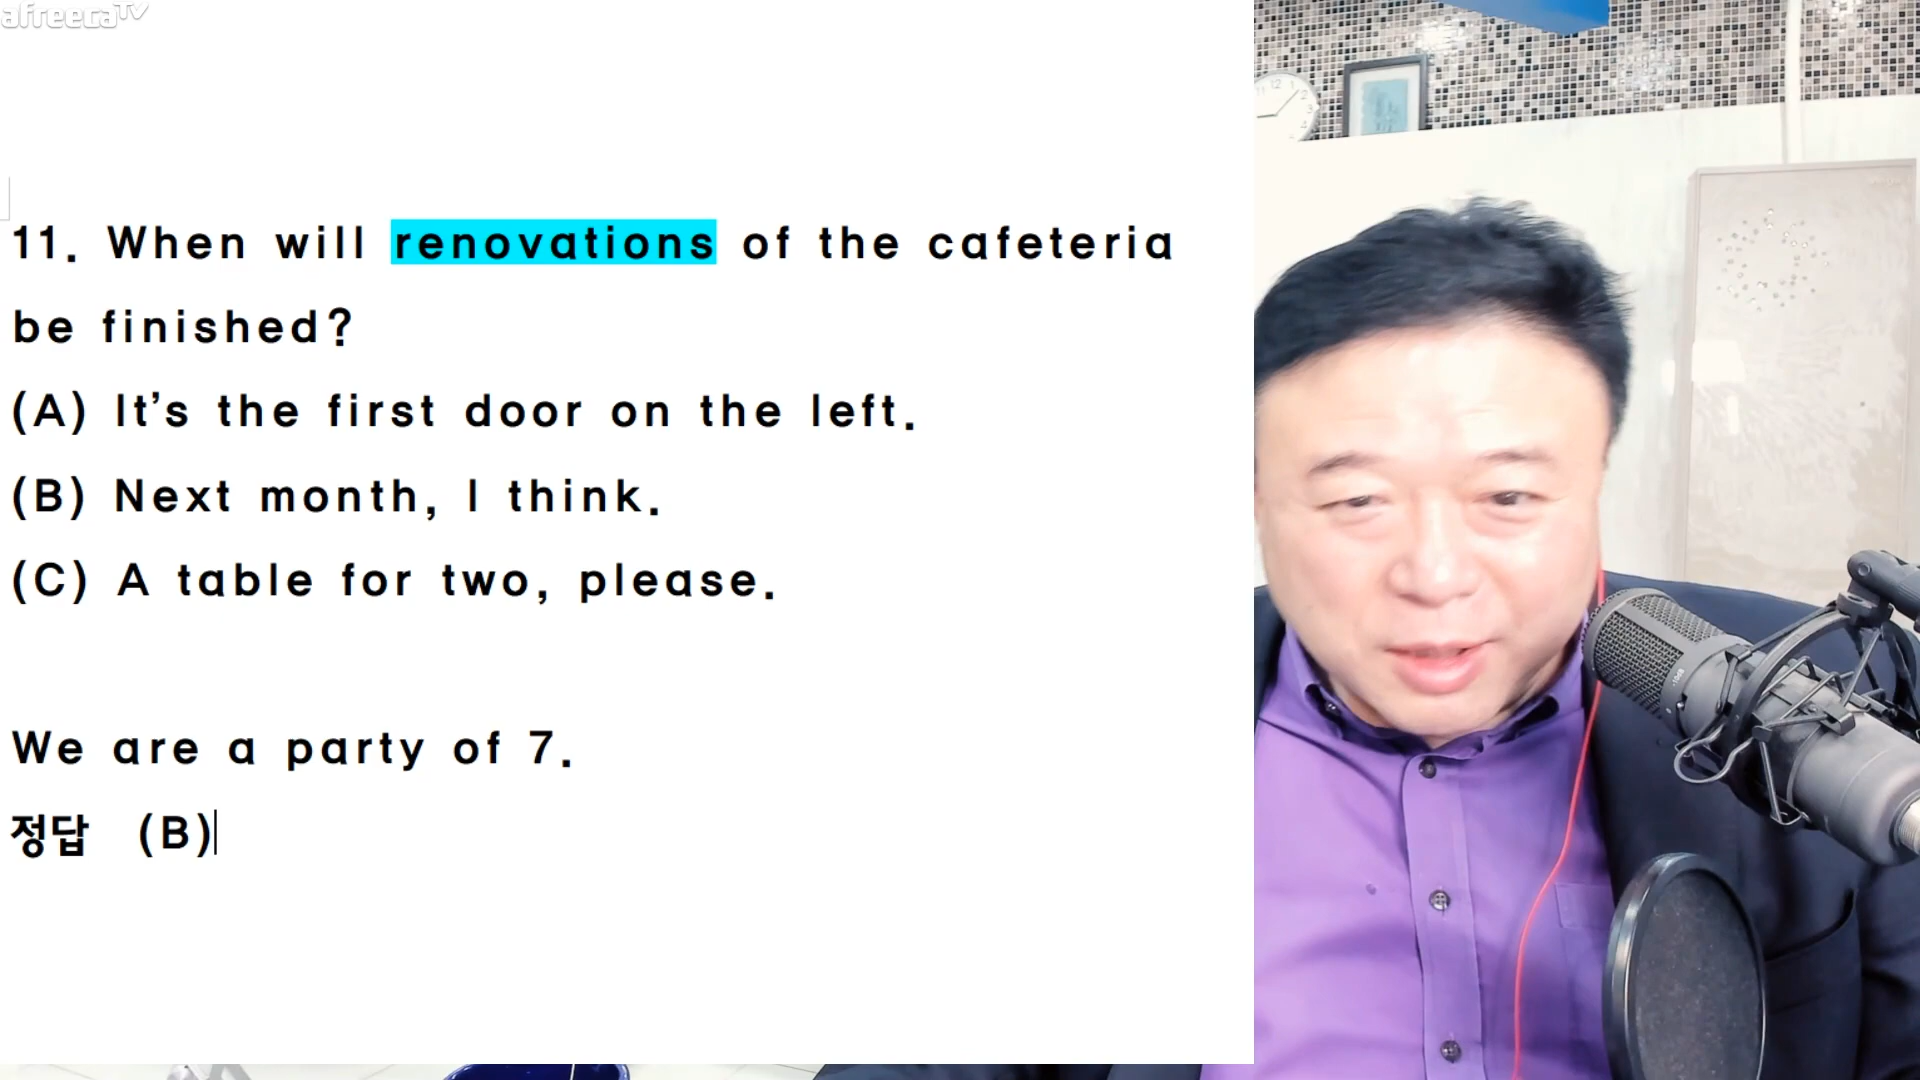 afreecaTV
11. When will renovations of the cafeteria
be finished?
(A) It’s the first door on the left.
(B) Next month, I think.
(C) A table for two, please.
We are a party of 7.
정답 (B)